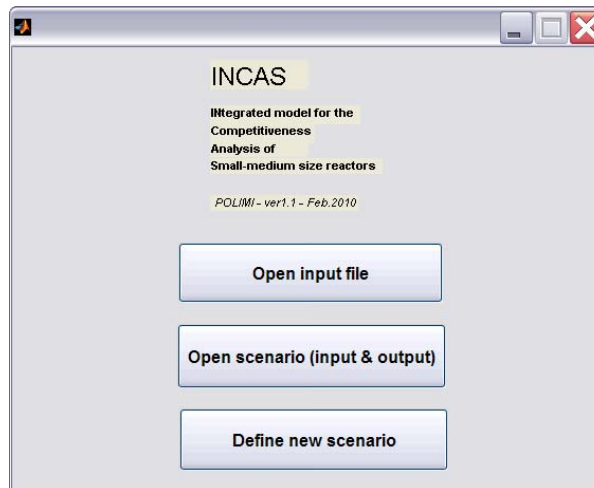 INCAS
INtegrated model for the
Competitiveness
Analysis of
Small-medium size reactors
POLIMI - ver1.1 - Feb.2010
Open input file
Open scenario (input & output)
Define new scenario